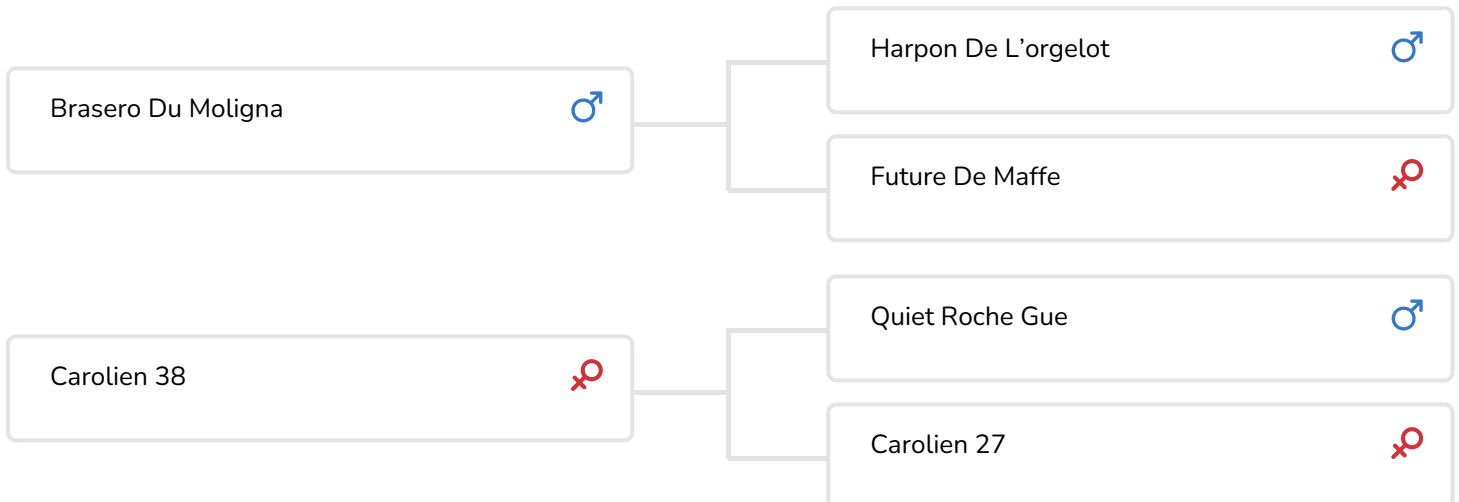 Harpon De L’orgelot
Brasero Du Moligna
Future De Maffe
Quiet Roche Gue
Carolien 38
Carolien 27